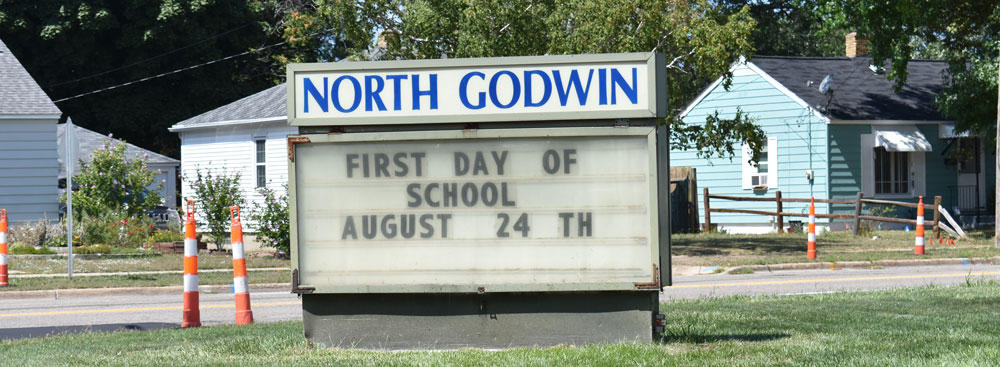 NORTH GODWIN
FIRST DAY OF
SCHOOL
AUGUST 24 TH